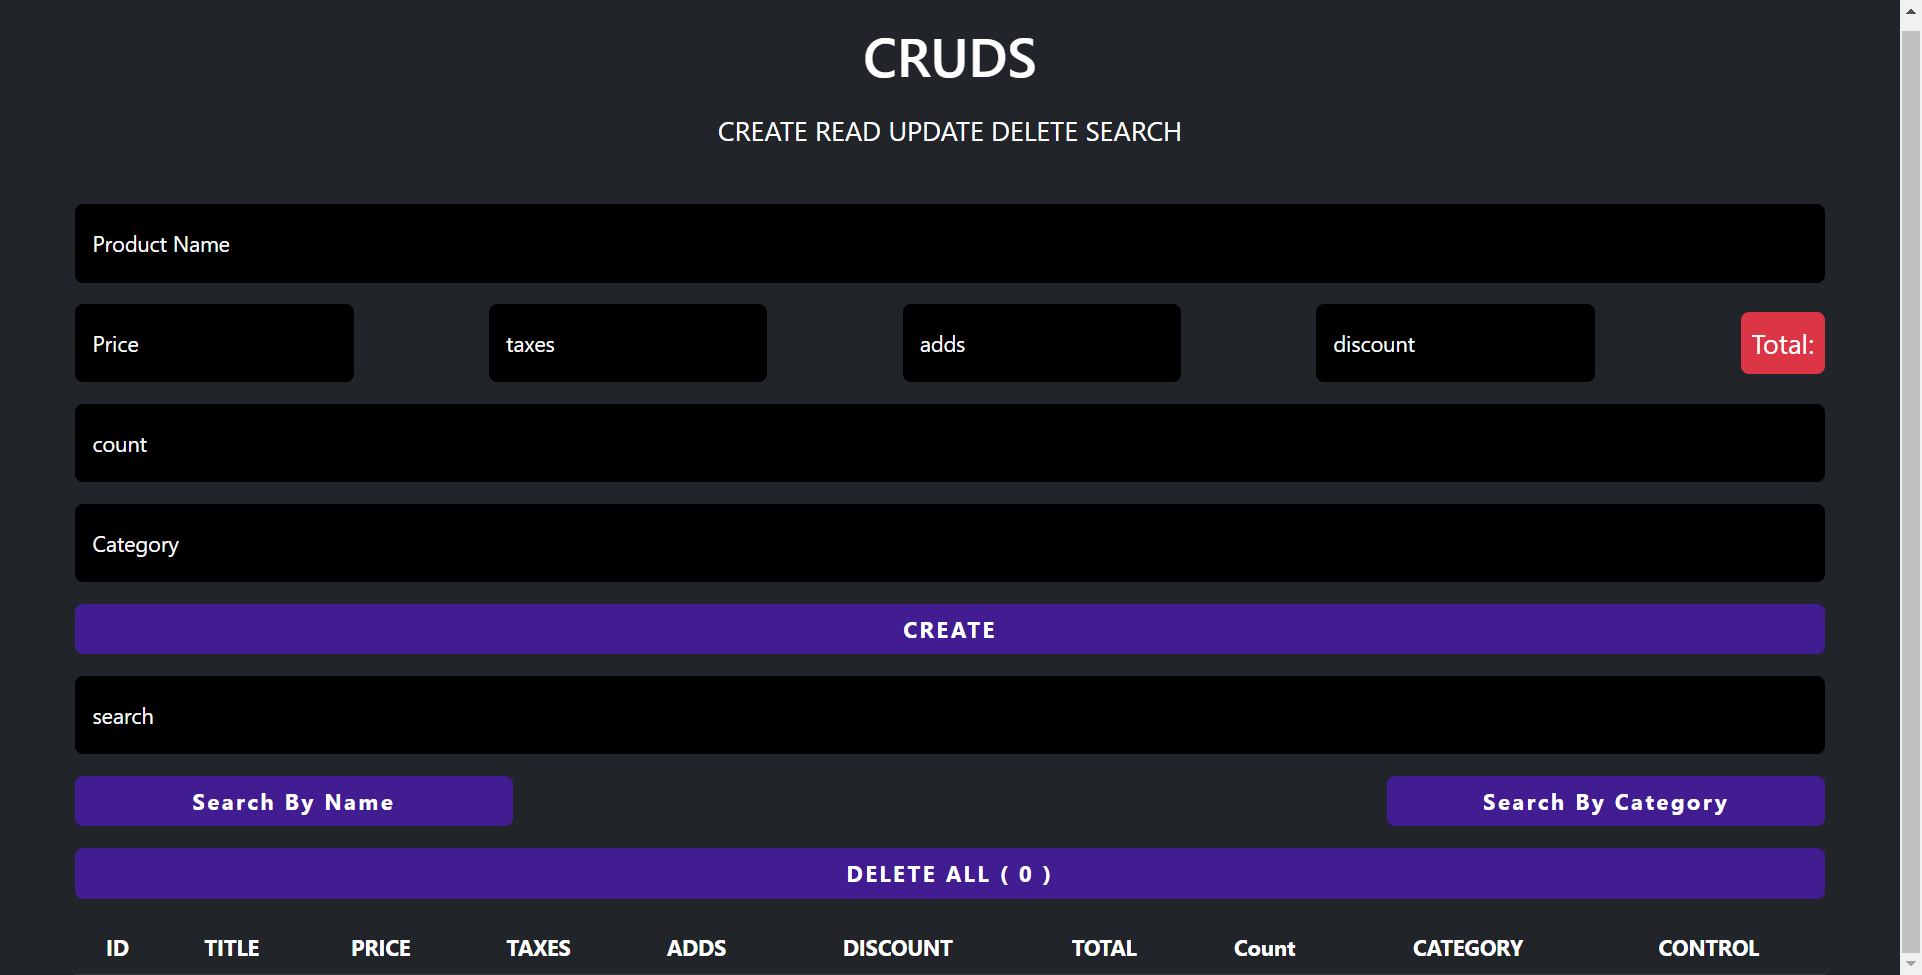 CRUDS
CREATE READ UPDATE DELETE SEARCH
Product Name
Price taxes adds discount Total:
count
Category
CREATE
search
Search By Name Search By Category
DELETE ALL ( 0 )
ID TITLE PRICE TAXES ADDS DISCOUNT TOTAL Count CATEGORY CONTROL